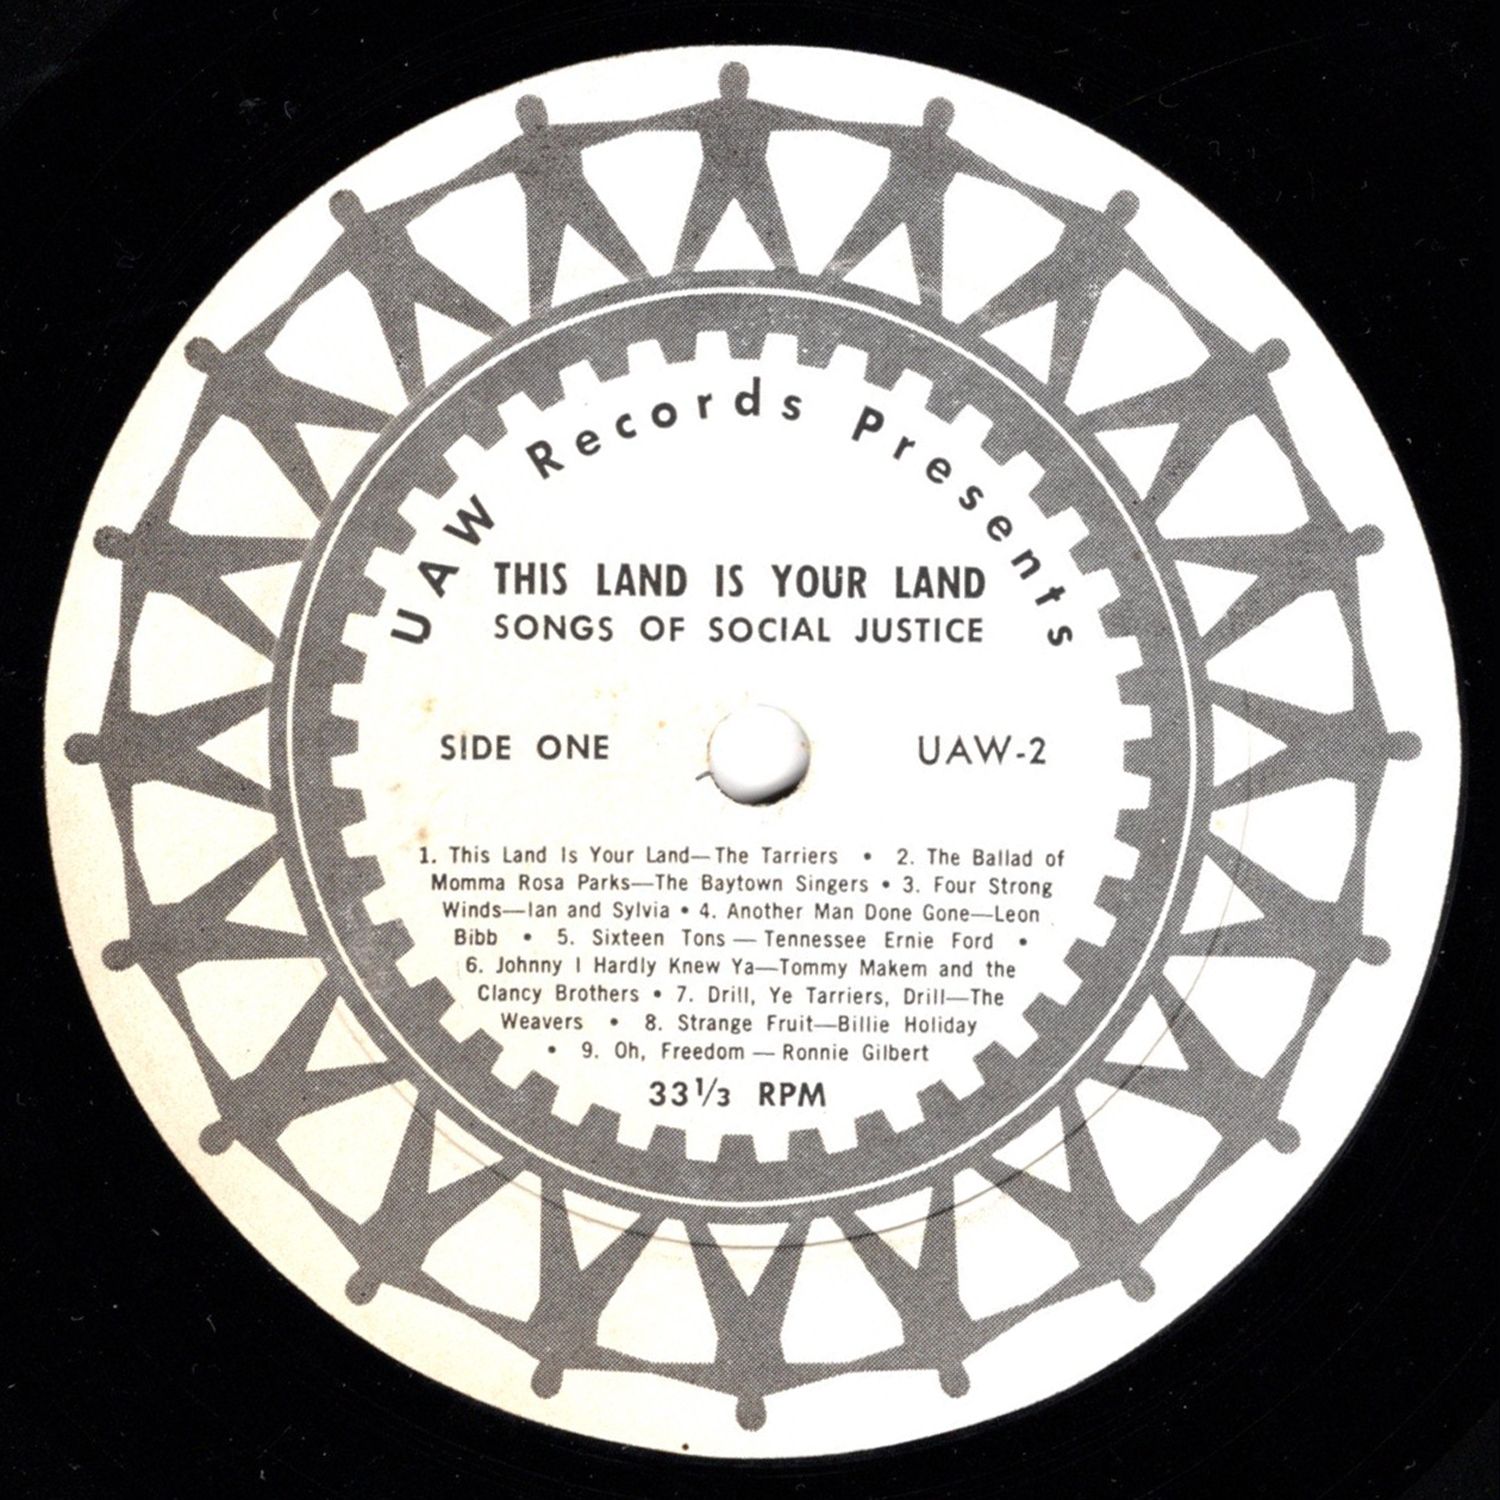 UAW Records Presents
THIS LAND IS YOUR LAND
SONGS OF SOCIAL JUSTICE
SIDE ONE
UAW-2
1. This Land Is Your Land—The Tarriers • 2. The Ballad of
Momma Rosa Parks—The Baytown Singers • 3. Four Strong
Winds—Ian and Sylvia • 4. Another Man Done Gone—Leon
Bibb • 5. Sixteen Tons — Tennessee Ernie Ford •
6. Johnny I Hardly Knew Ya—Tommy Makem and the
Clancy Brothers • 7. Drill, Ye Tarriers, Drill—The
Weavers • 8. Strange Fruit—Billie Holiday
• 9. Oh, Freedom — Ronnie Gilbert
33⅓ RPM